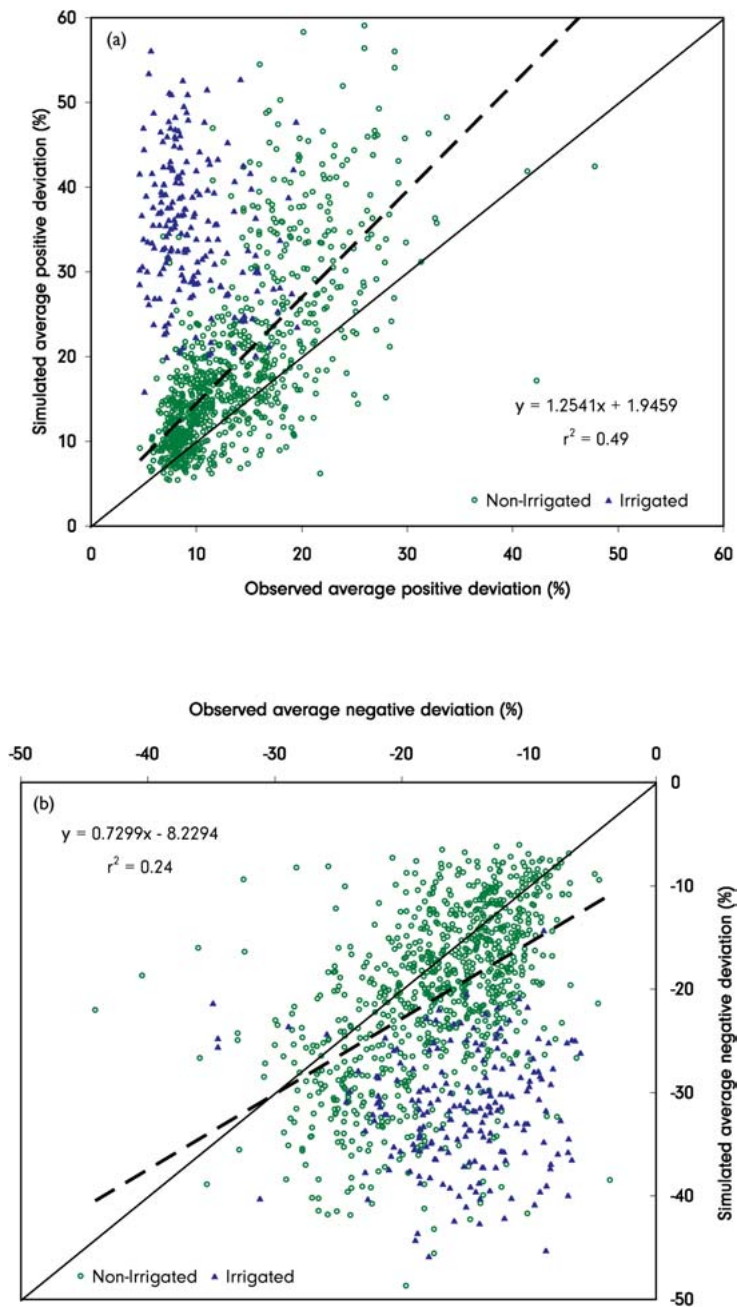 (a)
60
50
40
30
20
10
0
Simulated average positive deviation (%)
y = 1.2541x + 1.9459
r² = 0.49
Non-Irrigated Irrigated
0 10 20 30 40 50 60
Observed average positive deviation (%)
Observed average negative deviation (%)
-50 -40 -30 -20 -10 0
(b)
y = 0.7299x - 8.2294
r² = 0.24
0
-10
-20
-30
-40
-50
Simulated average negative deviation (%)
Non-Irrigated Irrigated